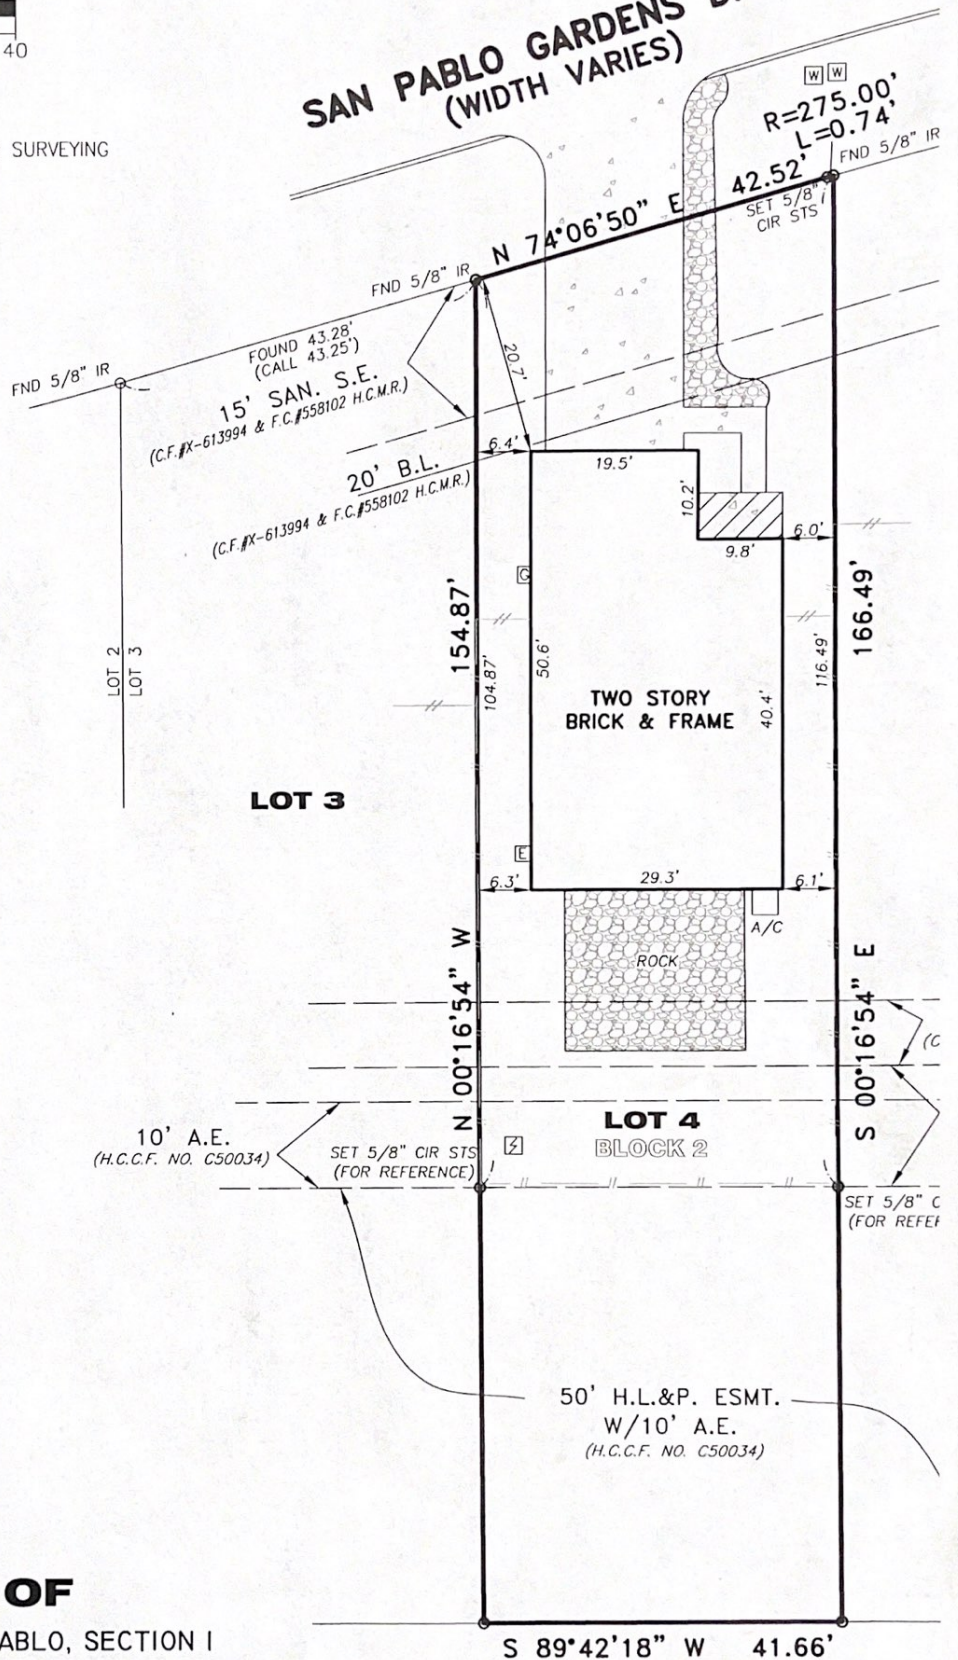 40
SAN PABLO GARDENS
(WIDTH VARIES)
SURVEYING
W W
R=275.00'
L=0.74'
FND 5/8" IR
N 74°06'50" E 42.52'
SET 5/8"
CIR STS
FND 5/8" IR
FOUND 43.28'
(CALL 43.25')
FND 5/8" IR
15' SAN. S.E.
(C.F.#X-613994 & F.C.#558102 H.C.M.R.)
20.7'
6.4'
20' B.L.
(C.F.#X-613994 & F.C.#558102 H.C.M.R.)
19.5'
10.2'
9.8'
6.0'
G
154.87'
104.87'
50.6'
166.49'
116.49'
40.4'
LOT 2
LOT 3
TWO STORY
BRICK & FRAME
LOT 3
E
6.3'
29.3'
6.1'
A/C
ROCK
N 00°16'54" W
S 00°16'54" E
(C
LOT 4
BLOCK 2
10' A.E.
(H.C.C.F. NO. C50034)
SET 5/8" CIR STS
(FOR REFERENCE)
SET 5/8" C
(FOR REFER
50' H.L.&P. ESMT.
W/10' A.E.
(H.C.C.F. NO. C50034)
OF
ABLO, SECTION I
S 89°42'18" W 41.66'